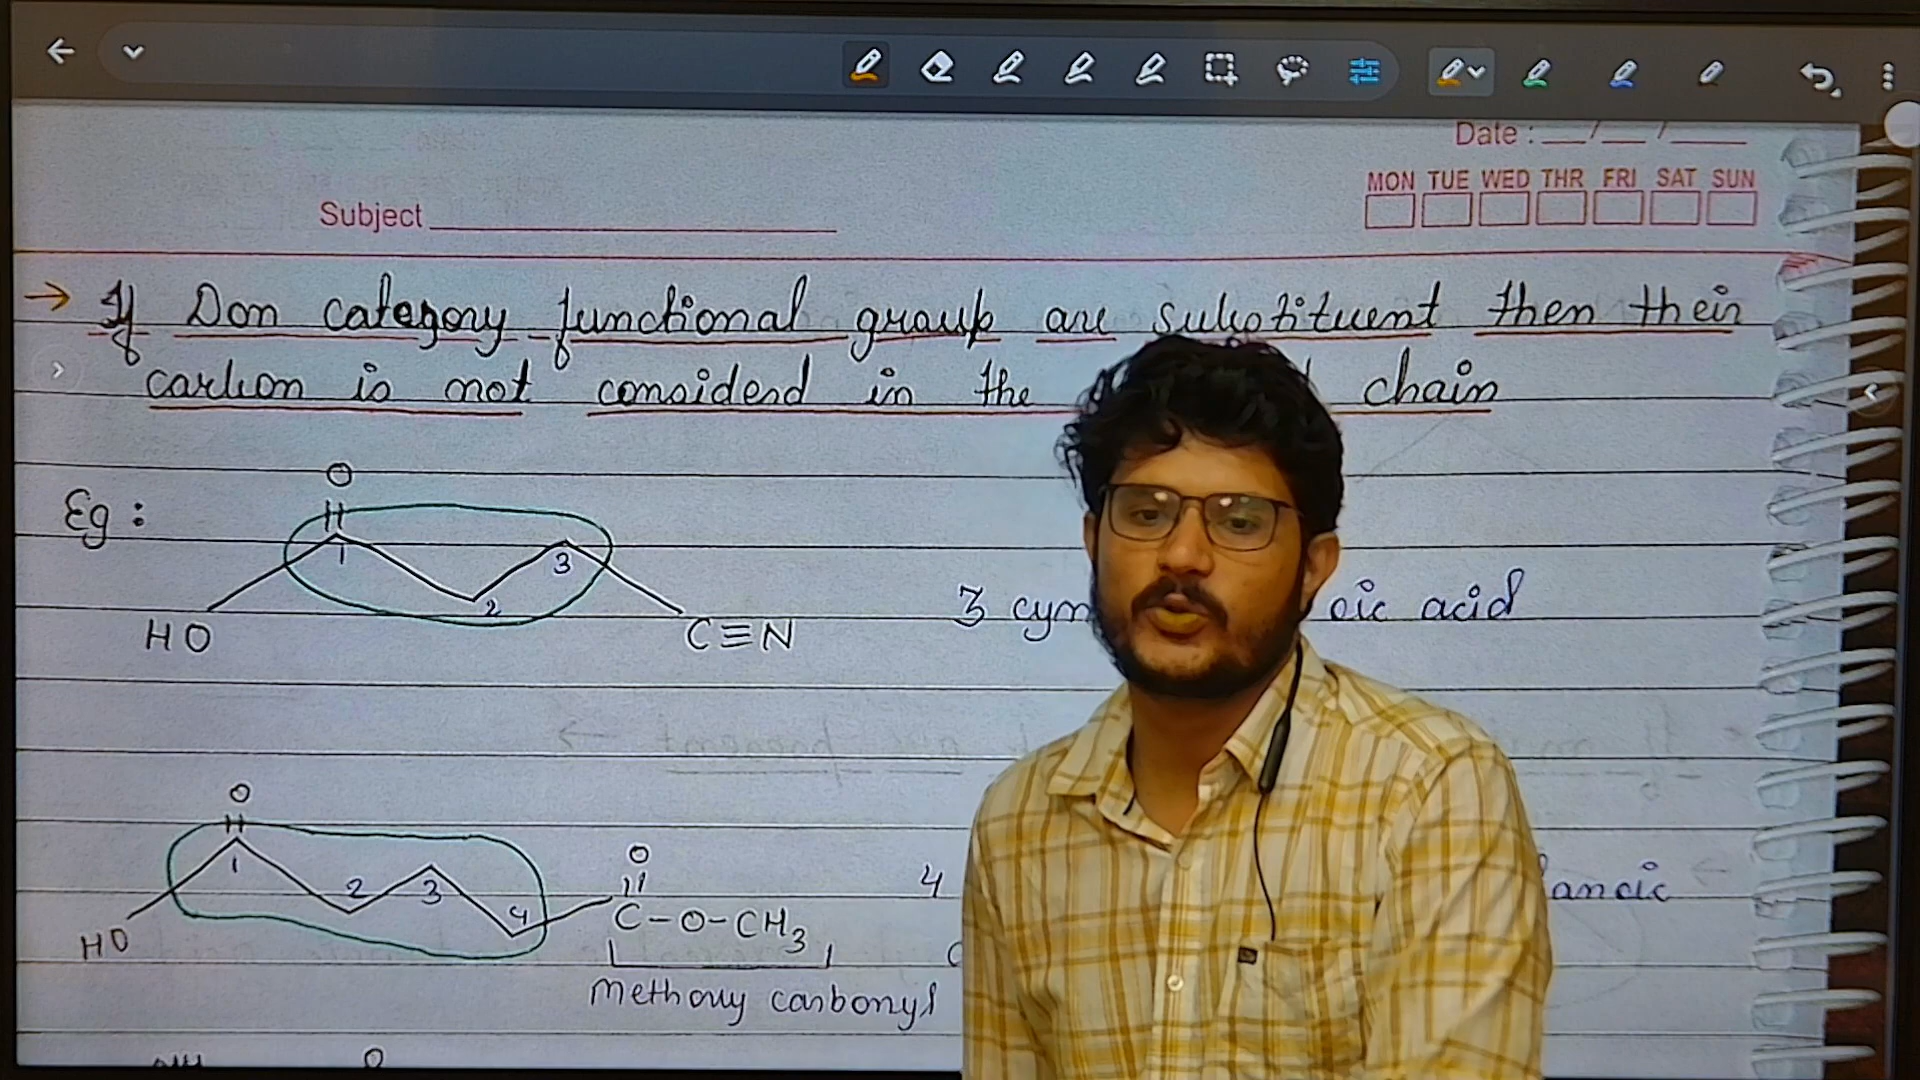 Date : __/__/____
MON TUE WED THR FRI SAT SUN
Subject
→ If Don category functional group are substituent then their
carbon is not considerd in the chain
Eg :
O
1
2
3
HO
C≡N
3 cyan oic acid
O
1
2
3
4
HO
O
C-O-CH3
4 anoic
methoxy carbonyl